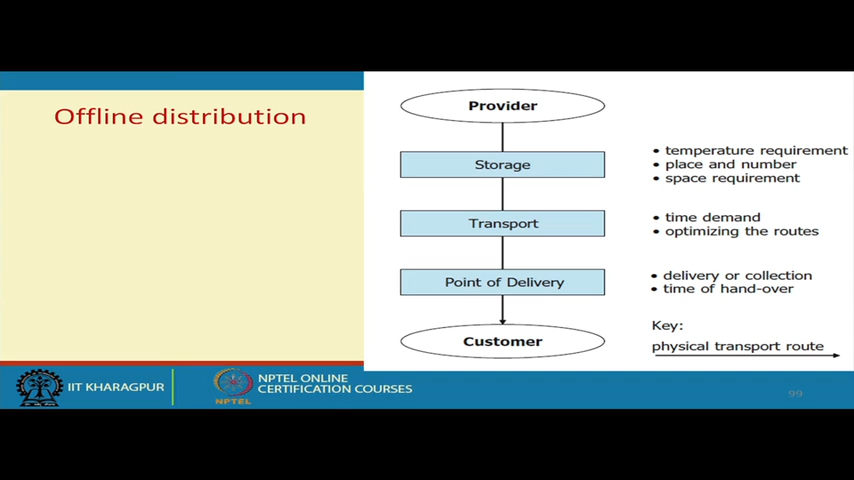 Offline distribution
Provider
Storage
• temperature requirement
• place and number
• space requirement
Transport
• time demand
• optimizing the routes
Point of Delivery
• delivery or collection
• time of hand-over
Customer
Key:
physical transport route
IIT KHARAGPUR
NPTEL
NPTEL ONLINE
CERTIFICATION COURSES
99